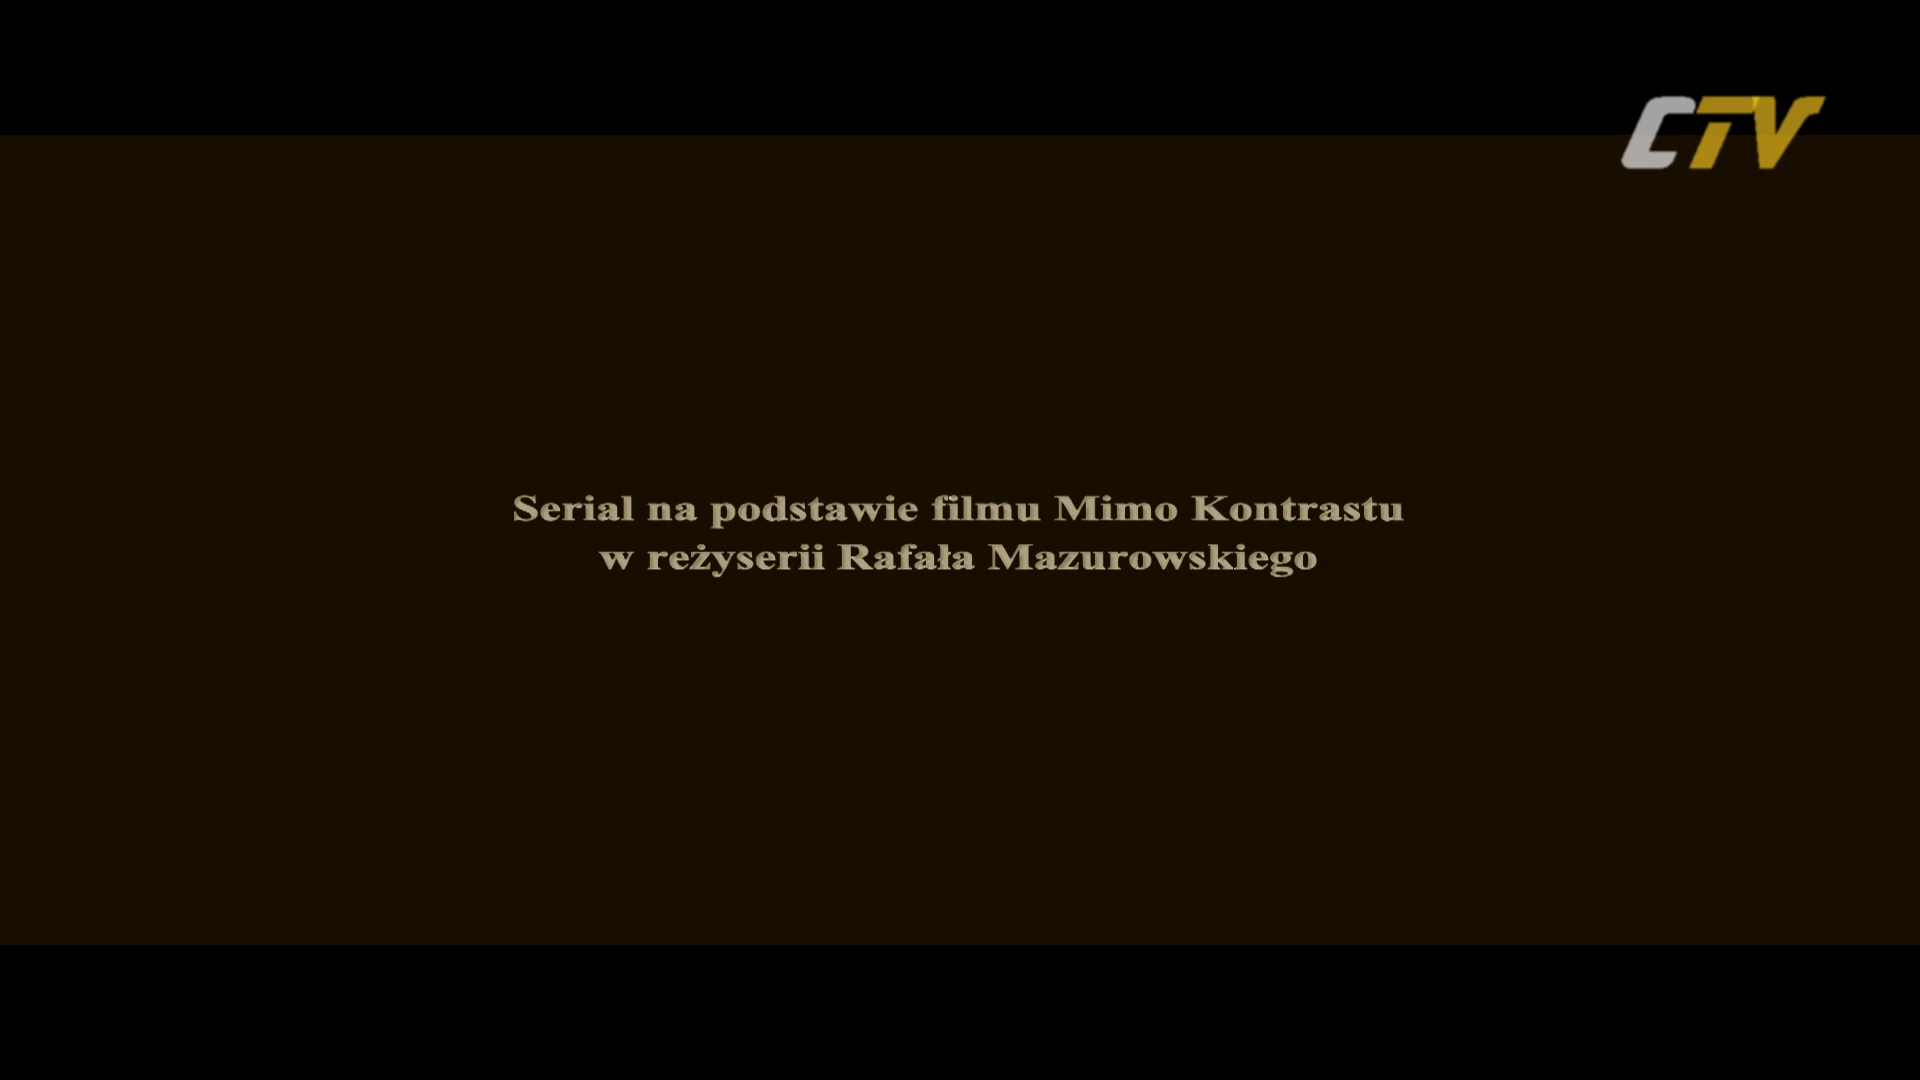 CTV
Serial na podstawie filmu Mimo Kontrastu
w reżyserii Rafała Mazurowskiego